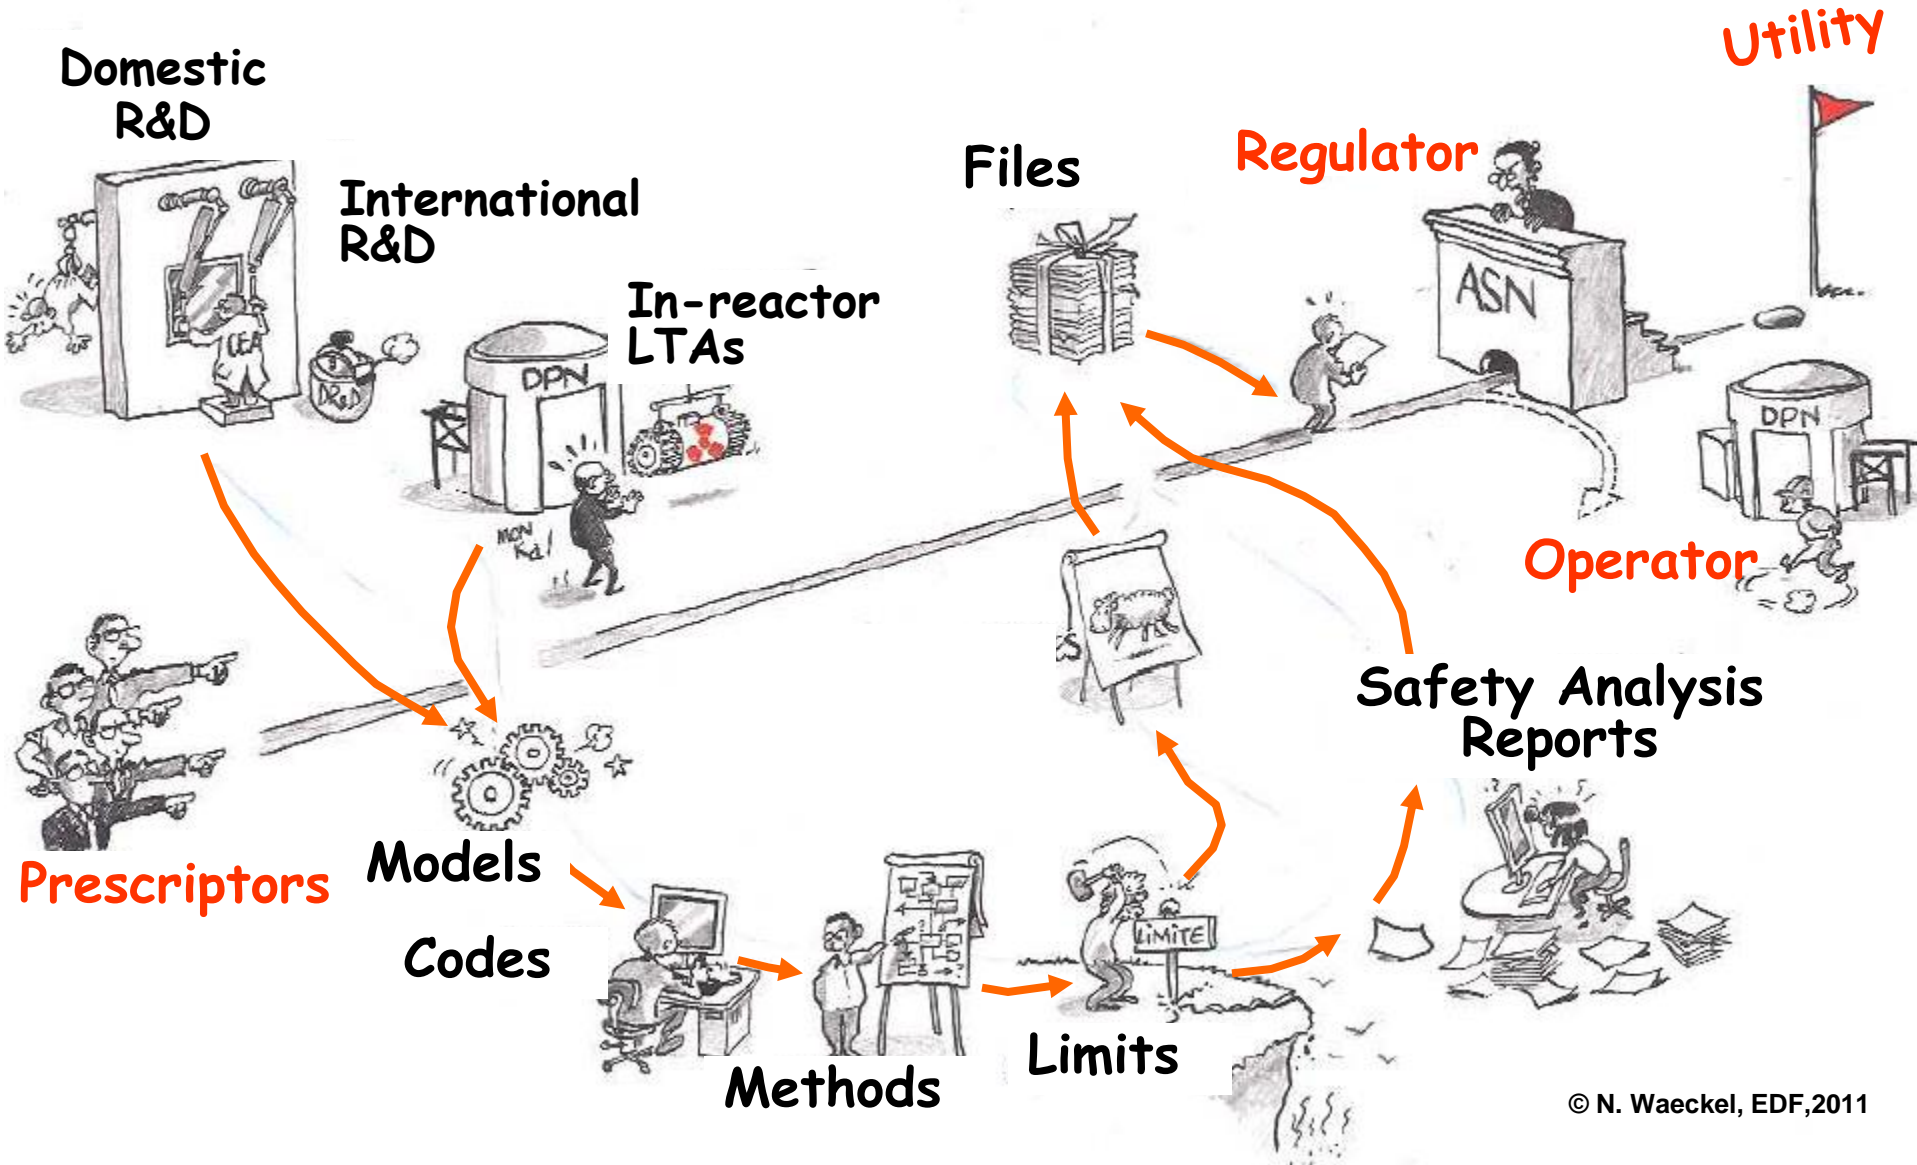 Utility
Domestic
R&D
Files
Regulator
International
R&D
ASN
In-reactor
LTAs
CEA
DPN
DR&D
DPN
MON
Operator
Safety Analysis
Reports
Prescriptors
Models
LiMiTE
Codes
Limits
Methods
© N. Waeckel, EDF,2011